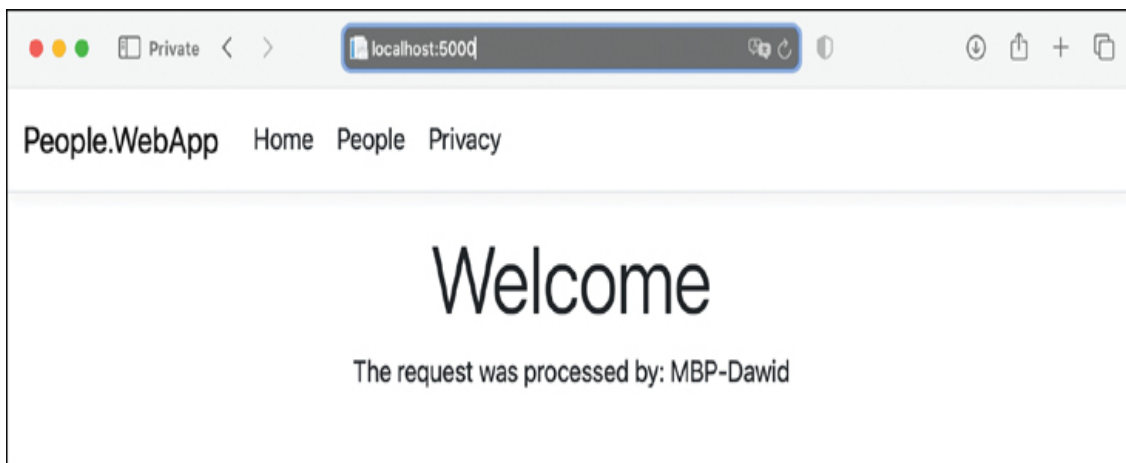 Private localhost:5000
People.WebApp Home People Privacy
Welcome
The request was processed by: MBP-Dawid